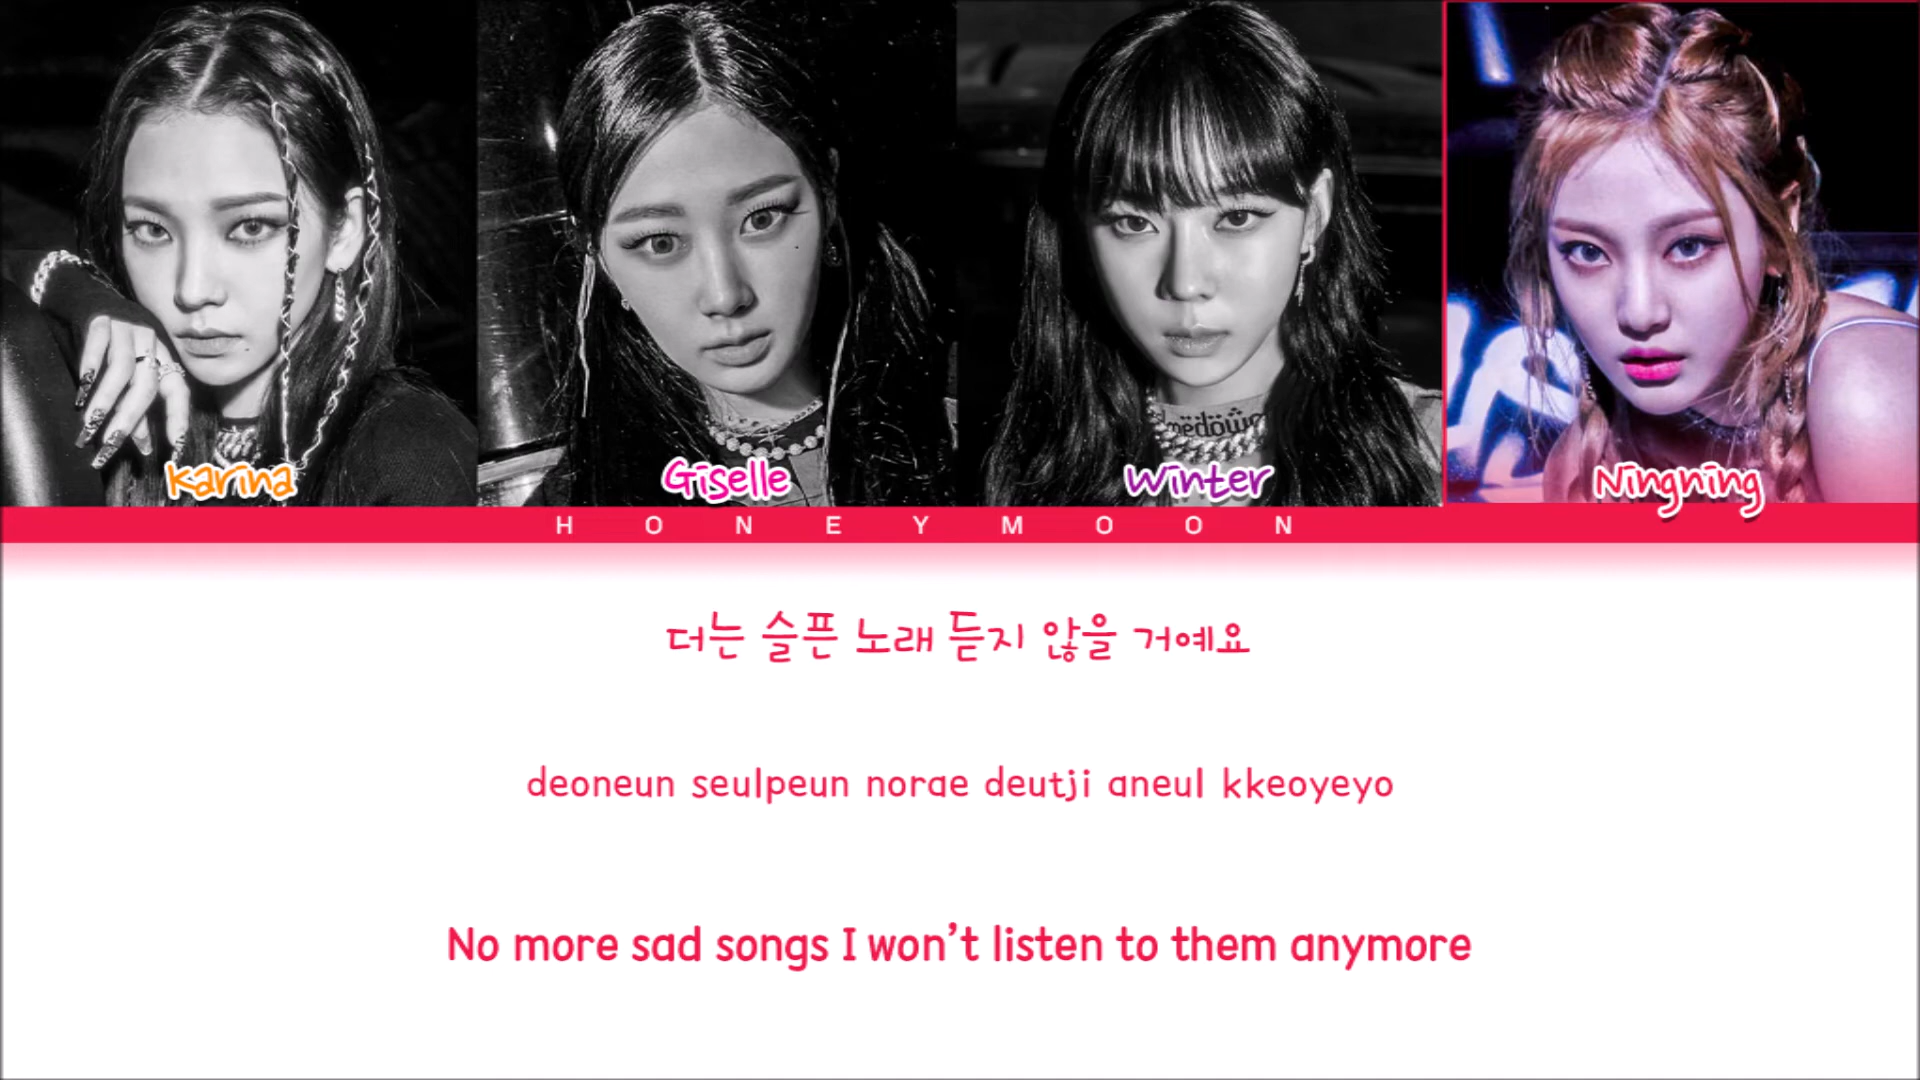 Karina
Giselle
Winter
Ningning
HONEYMOON
더는 슬픈 노래 듣지 않을 거예요
deoneun seulpeun norae deutji aneul kkeoyeyo
No more sad songs I won't listen to them anymore